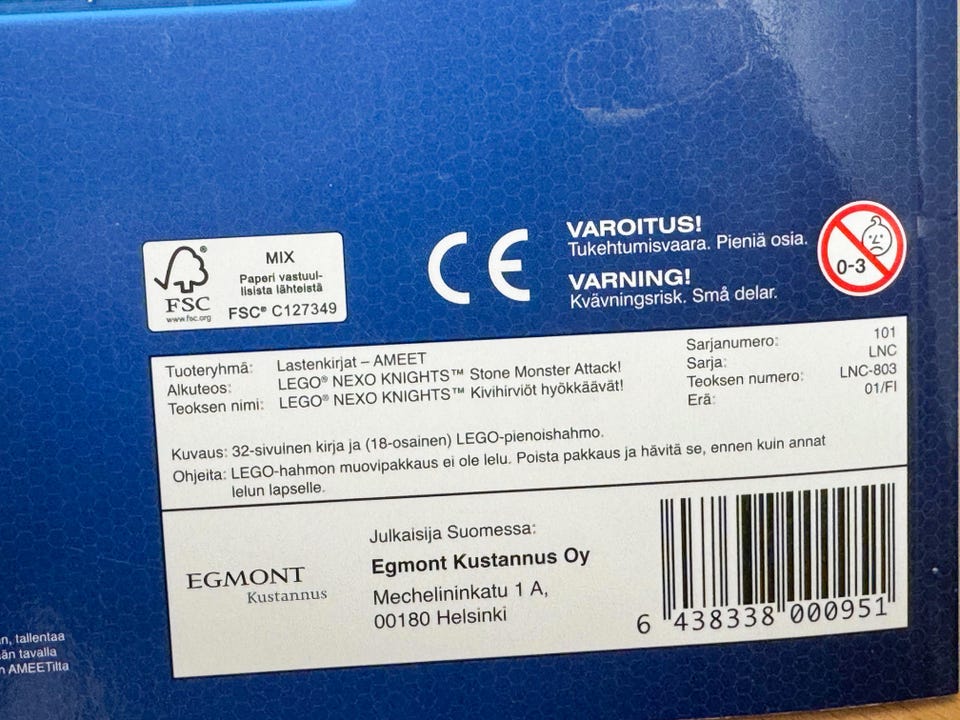 FSC®
www.fsc.org
MIX
Paperi vastuul-
lisista lähteistä
FSC® C127349
CE
VAROITUS!
Tukehtumisvaara. Pieniä osia.
VARNING!
Kvävningsrisk. Små delar.
0-3
Tuoteryhmä: Lastenkirjat – AMEET
Alkuteos: LEGO® NEXO KNIGHTS™ Stone Monster Attack!
Teoksen nimi: LEGO® NEXO KNIGHTS™ Kivihirviöt hyökkäävät!
Sarjanumero: 101
Sarja: LNC
Teoksen numero: LNC-803
Erä: 01/FI
Kuvaus: 32-sivuinen kirja ja (18-osainen) LEGO-pienoishahmo.
Ohjeita: LEGO-hahmon muovipakkaus ei ole lelu. Poista pakkaus ja hävitä se, ennen kuin annat
lelun lapselle.
EGMONT
Kustannus
Julkaisija Suomessa:
Egmont Kustannus Oy
Mechelininkatu 1 A,
00180 Helsinki
6 438338 000951
tallentaa
tavalla
AMEETilta